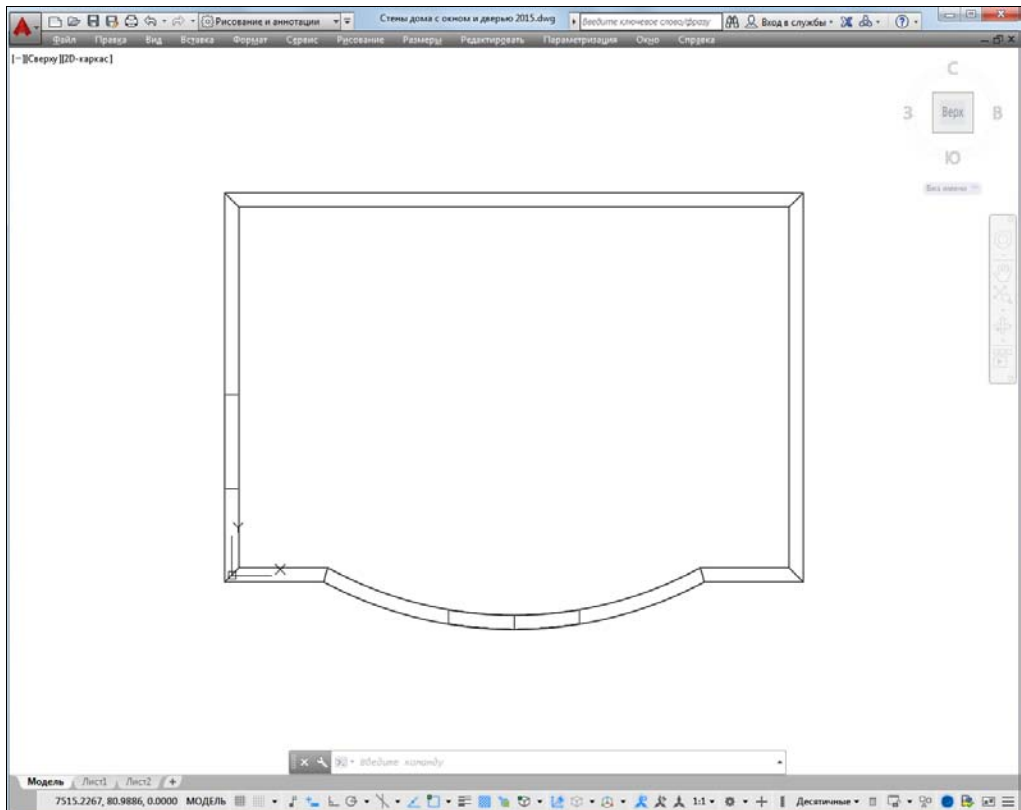 Рисование и аннотации Стены дома с окном и дверью 2015.dwg Введите ключевое слово/фразу Вход в службы
Файл Правка Вид Вставка Формат Сервис Рисование Размеры Редактировать Параметризация Окно Справка
[−][Сверху][2D-каркас]
С
З Верх В
Ю
Y
X
Введите команду
Модель Лист1 Лист2 +
7515.2267, 80.9886, 0.0000 МОДЕЛЬ 1:1 Десятичные